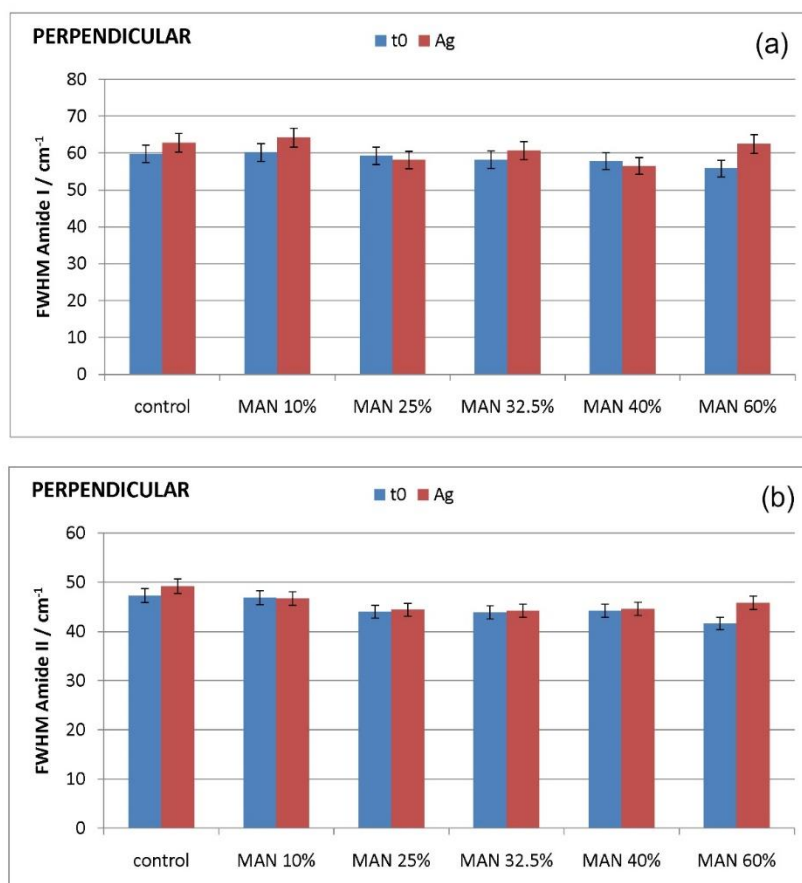 PERPENDICULAR
t0 Ag
(a)
80
70
60
50
40
30
20
10
0
FWHM Amide I / cm⁻¹
control MAN 10% MAN 25% MAN 32.5% MAN 40% MAN 60%
PERPENDICULAR
t0 Ag
(b)
60
50
40
30
20
10
0
FWHM Amide II / cm⁻¹
control MAN 10% MAN 25% MAN 32.5% MAN 40% MAN 60%